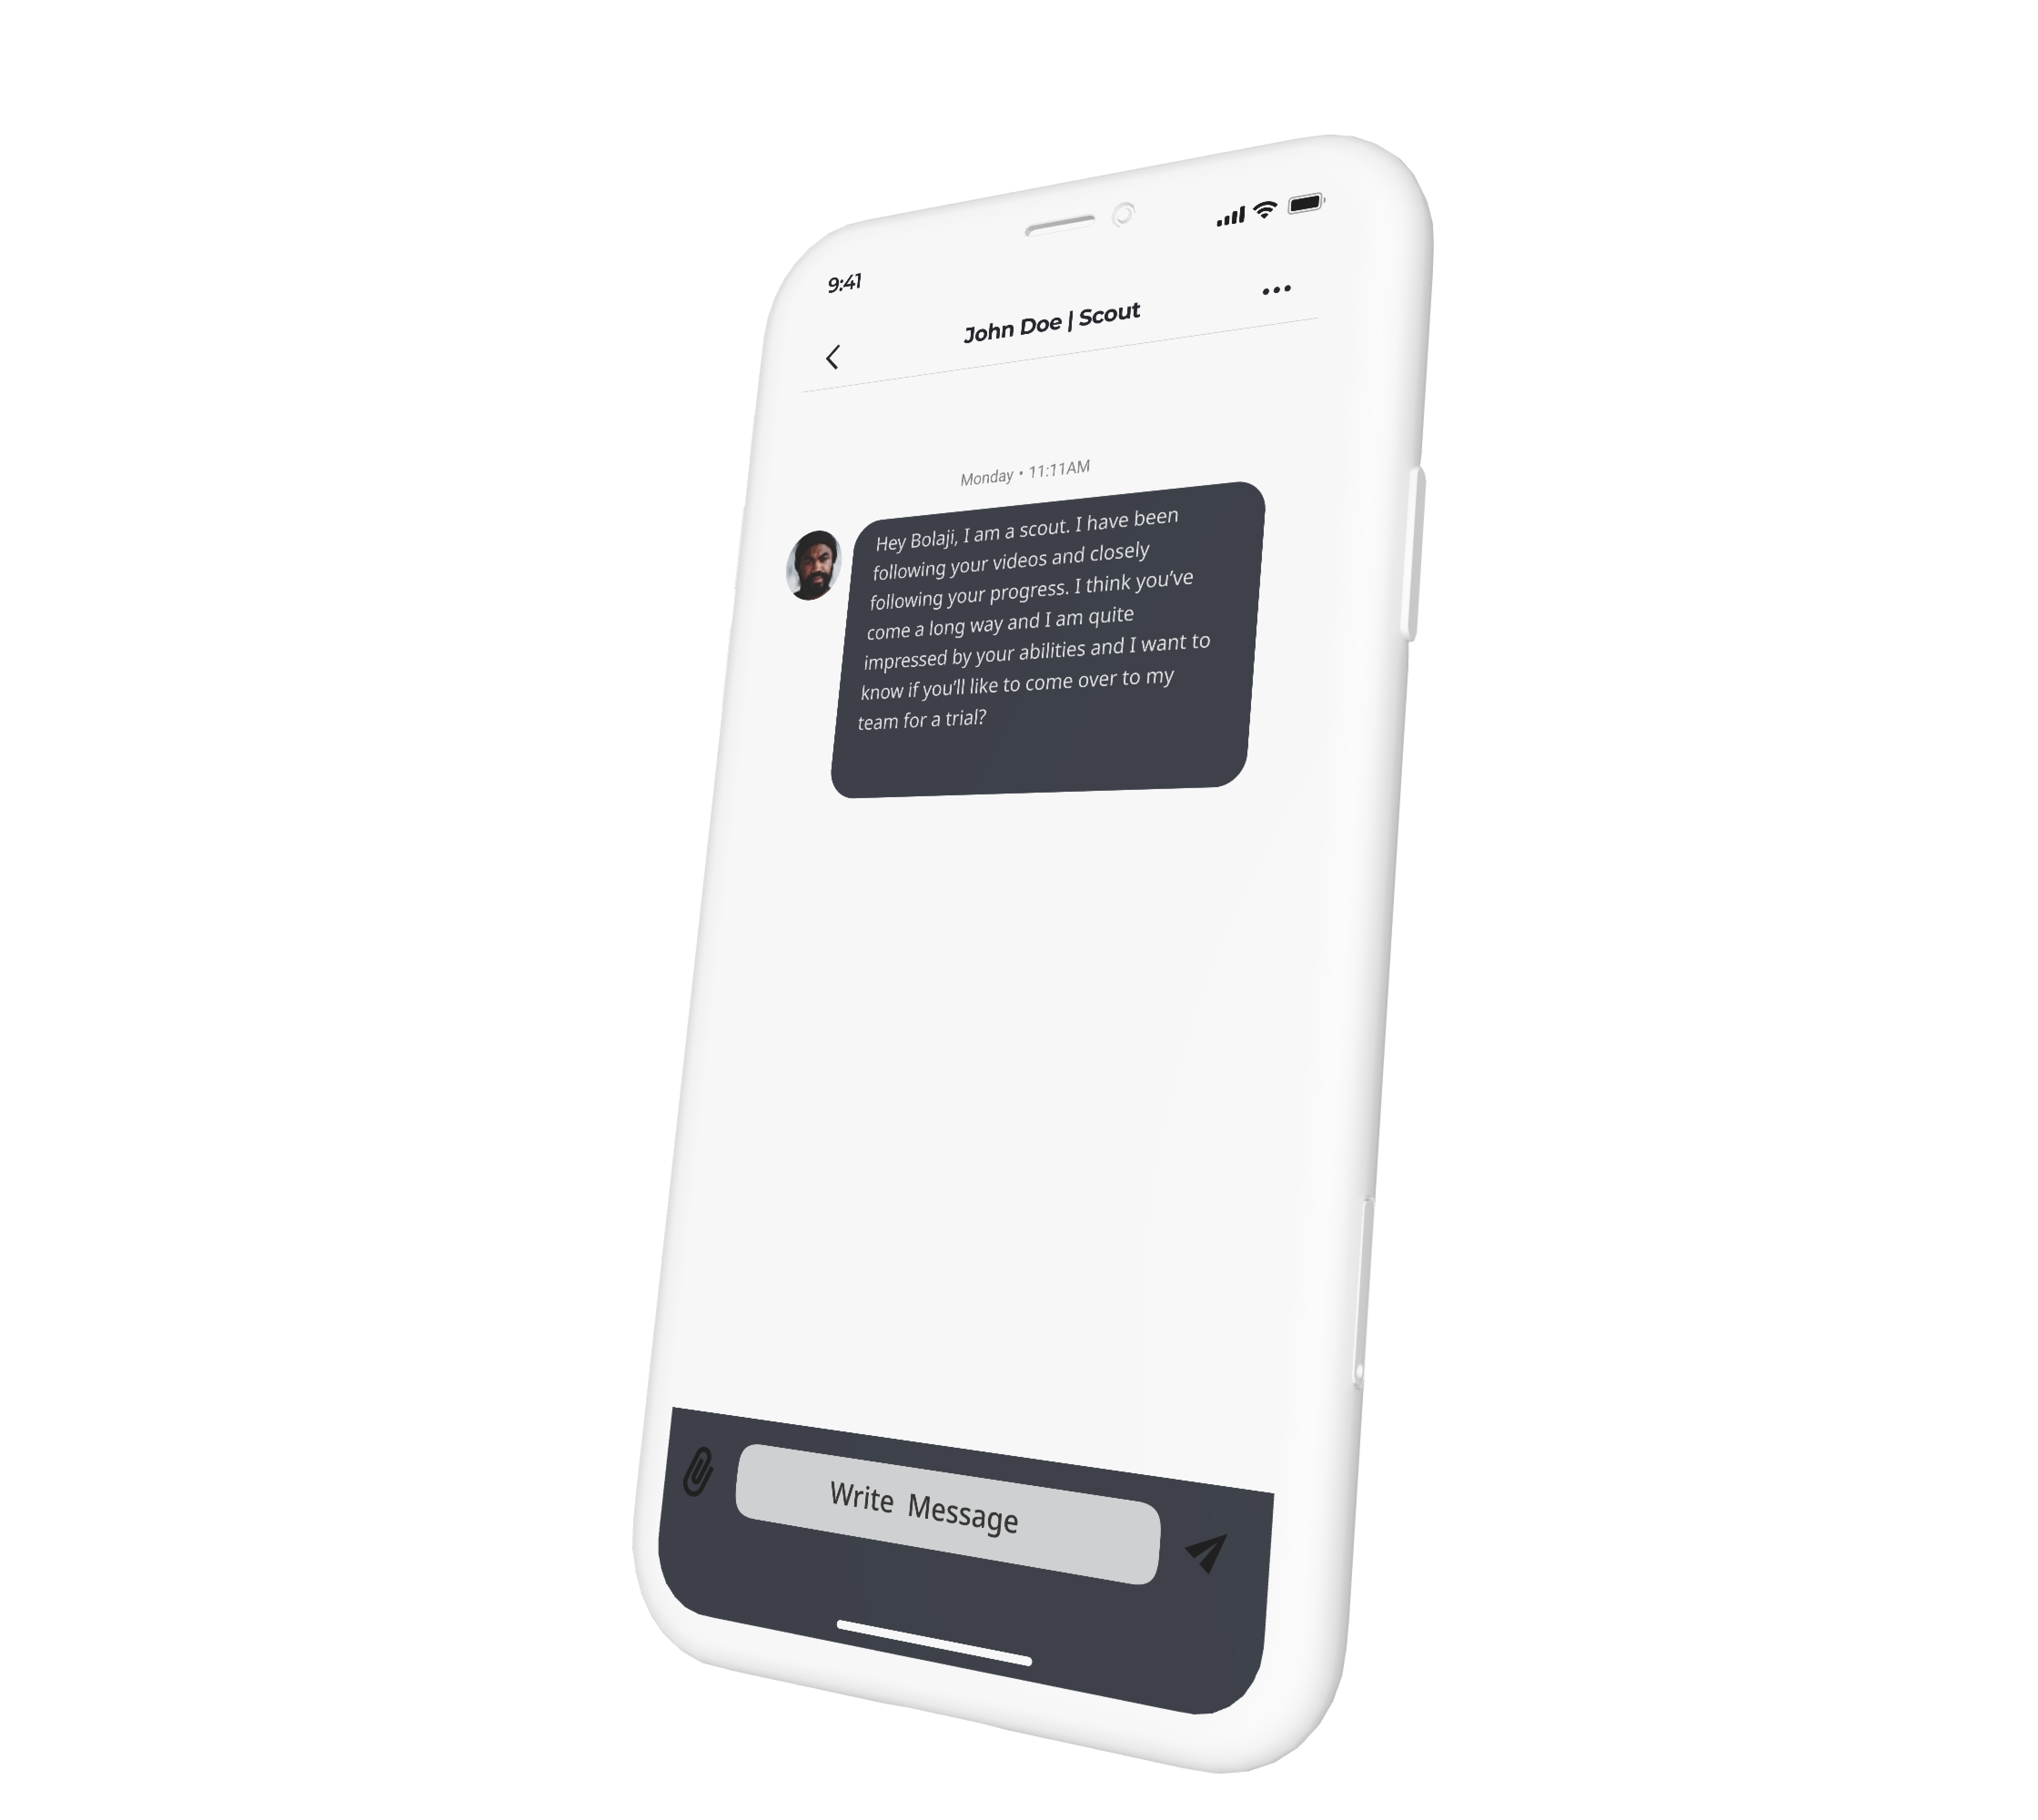 9:41
John Doe | Scout
Monday • 11:11AM
Hey Bolaji, I am a scout. I have been
following your videos and closely
following your progress. I think you’ve
come a long way and I am quite
impressed by your abilities and I want to
know if you’ll like to come over to my
team for a trial?
Write Message